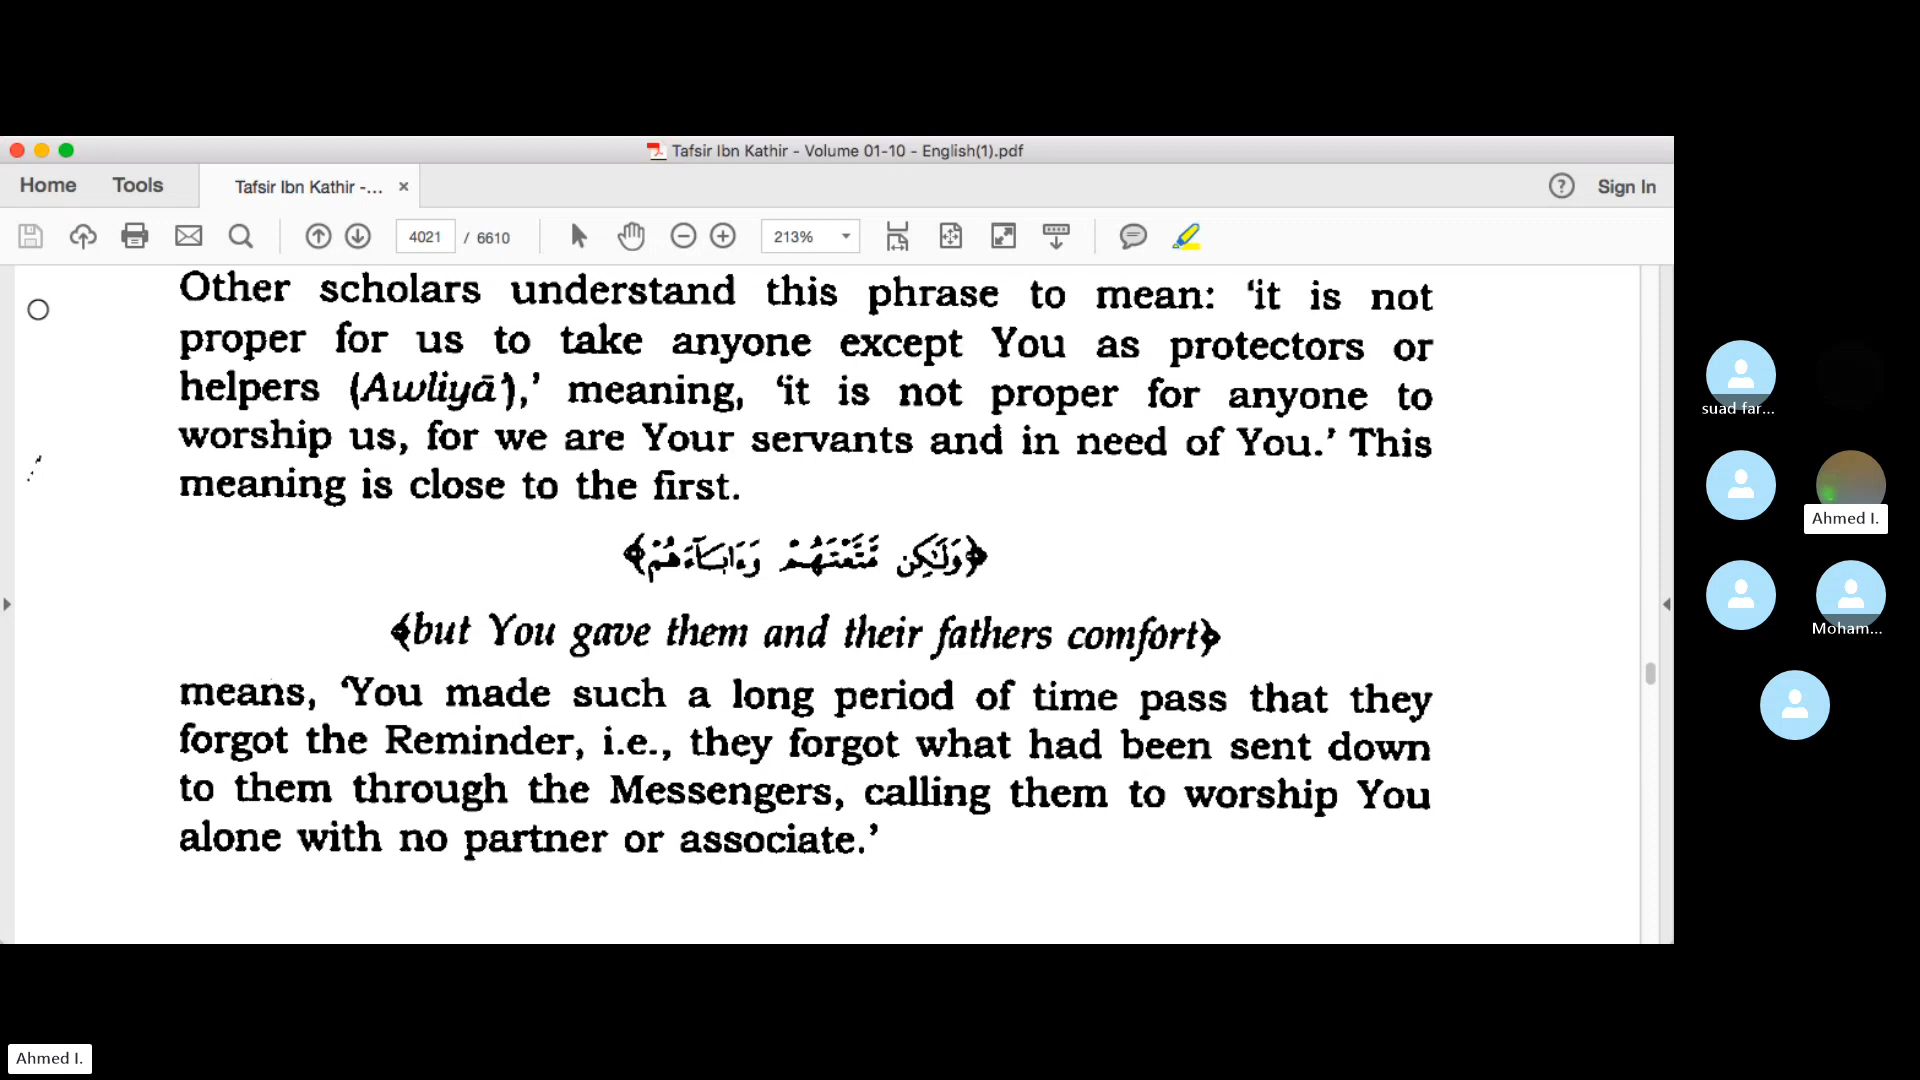 Tafsir Ibn Kathir - Volume 01-10 - English(1).pdf
Home Tools Tafsir Ibn Kathir -... × ? Sign In
4021 / 6610 213%
Other scholars understand this phrase to mean: ‘it is not
proper for us to take anyone except You as protectors or
helpers (Awliyā’),’ meaning, ‘it is not proper for anyone to
worship us, for we are Your servants and in need of You.’ This
meaning is close to the first.
﴿وَلَٰكِن مَّتَّعْتَهُمْ وَءَابَآءَهُمْ﴾
﴾but You gave them and their fathers comfort﴿
means, ‘You made such a long period of time pass that they
forgot the Reminder, i.e., they forgot what had been sent down
to them through the Messengers, calling them to worship You
alone with no partner or associate.’
suad far...
Ahmed I.
Moham...
Ahmed I.